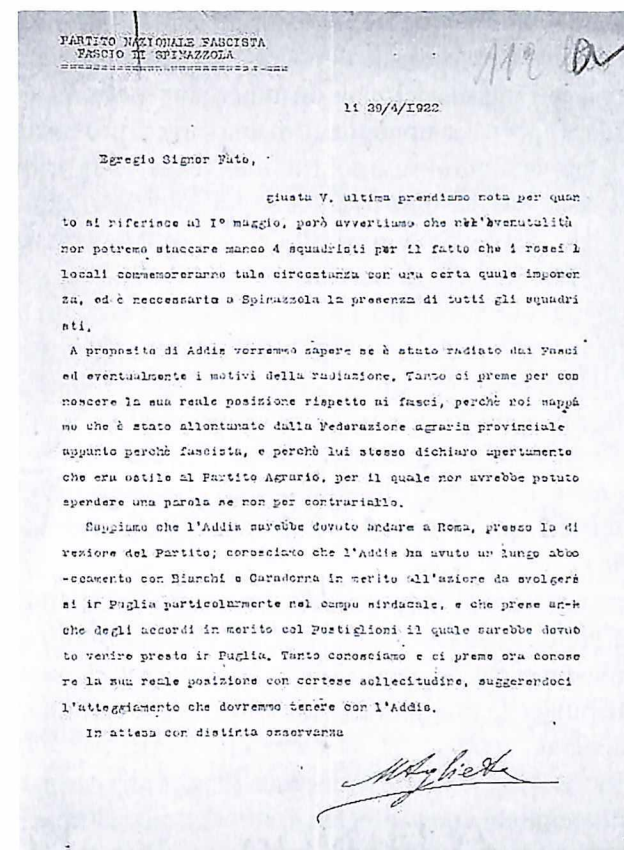 PARTITO NAZIONALE FASCISTA
FASCIO DI SPINAZZOLA
112
li 29/4/I922
Egregio Signor Fato,
giusta V. ultima prendiamo nota per quan
to si riferisce al I° maggio, però avvertiamo che nell'evenutalità
non potremo staccare manco 4 squadristi per il fatto che i rossi l
locali commemoreranno tale circostanza con una certa quale imponen
za, ed è neccessaria a Spinazzola la presenza di tutti gli squadri
sti.
A proposito di Addis vorremmo sapere se è stato radiato dai Fasci
ed eventualmente i motivi della radiazione. Tanto ci preme per con
noscere la sua reale posizione rispetto ai fasci, perchè noi sappà
mo che è stato allontanato dalla Federazione agraria provinciale
appunto perchè fascista, e perchè lui stesso dichiarò apertamente
che era ostile al Partito Agrario, per il quale non avrebbe potuto
spendere una parola se non per contrariarlo.
Sappiamo che l'Addis sarebbe dovuto andare a Roma, presso la di
rezione del Partito; conosciamo che l'Addis ha avuto un lungo abbo
-ccamento con Bianchi e Caradonna in merito all'azione da svolgers
si in Puglia particolarmente nel campo sindacale, e che prese an-k
che degli accordi in merito col Postiglioni il quale sarebbe dovuo
to venire presto in Puglia. Tanto conosciamo e ci preme ora conosc
re la sua reale posizione con cortese sollecitudine, suggerendoci
l'atteggiamento che dovremmo tenere con l'Addis.
In attesa con distinta osservanza